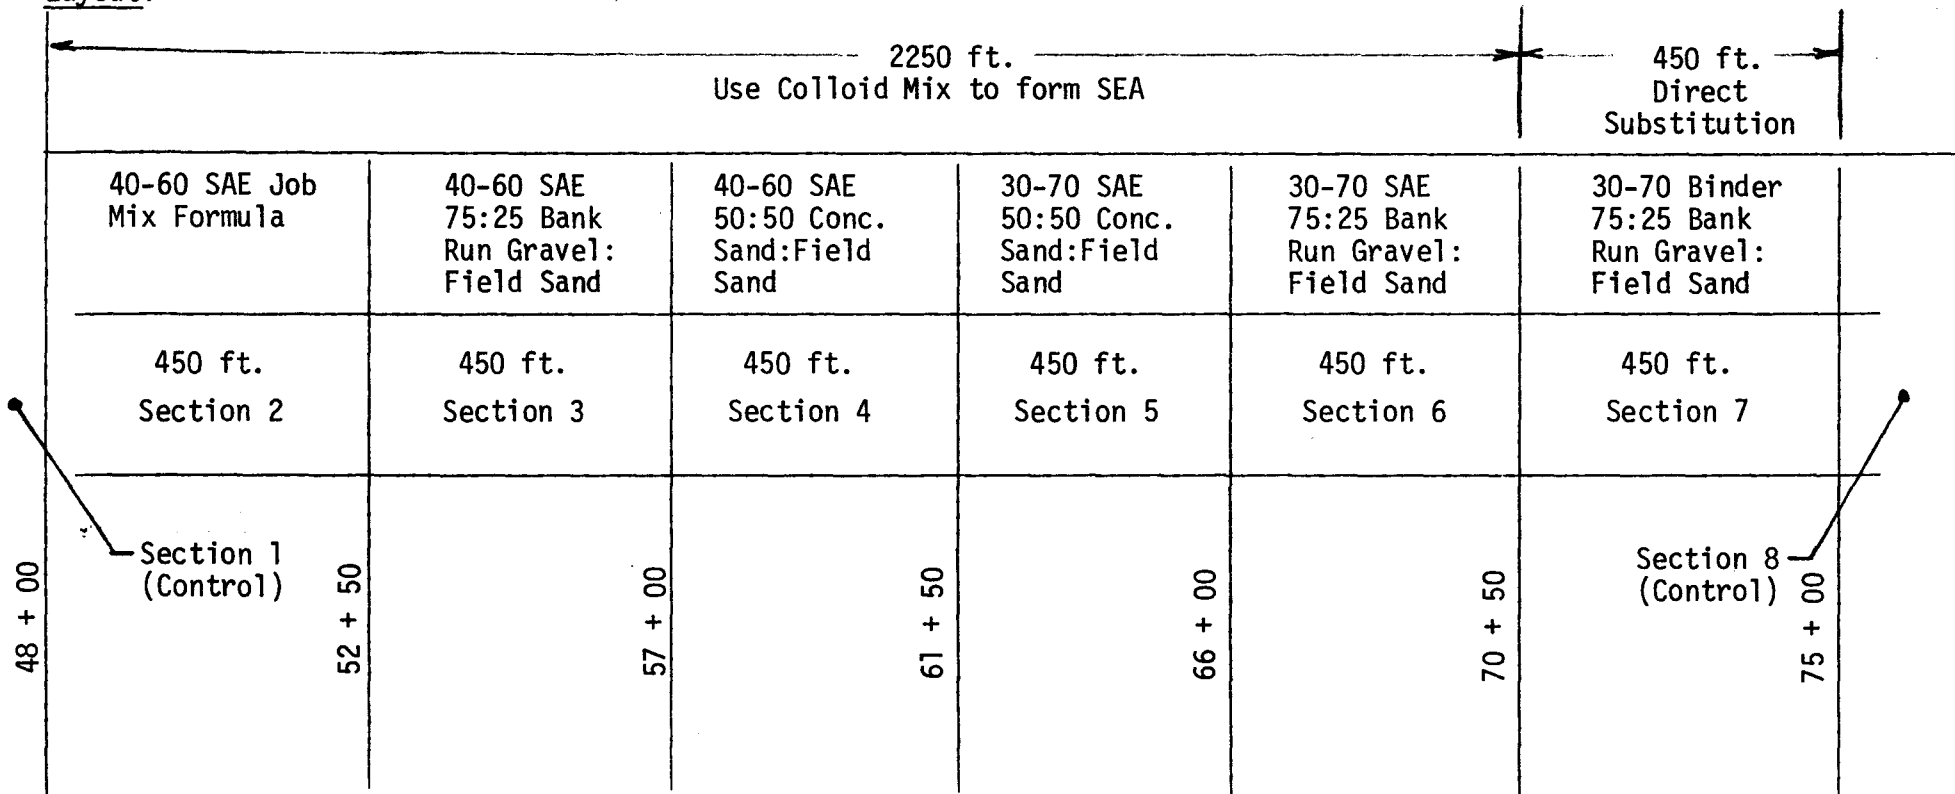 Layout:
2250 ft.
Use Colloid Mix to form SEA
450 ft.
Direct
Substitution
40-60 SAE Job
Mix Formula
40-60 SAE
75:25 Bank
Run Gravel:
Field Sand
40-60 SAE
50:50 Conc.
Sand:Field
Sand
30-70 SAE
50:50 Conc.
Sand:Field
Sand
30-70 SAE
75:25 Bank
Run Gravel:
Field Sand
30-70 Binder
75:25 Bank
Run Gravel:
Field Sand
450 ft.
Section 2
450 ft.
Section 3
450 ft.
Section 4
450 ft.
Section 5
450 ft.
Section 6
450 ft.
Section 7
Section 1
(Control)
Section 8
(Control)
48 + 00
52 + 50
57 + 00
61 + 50
66 + 00
70 + 50
75 + 00